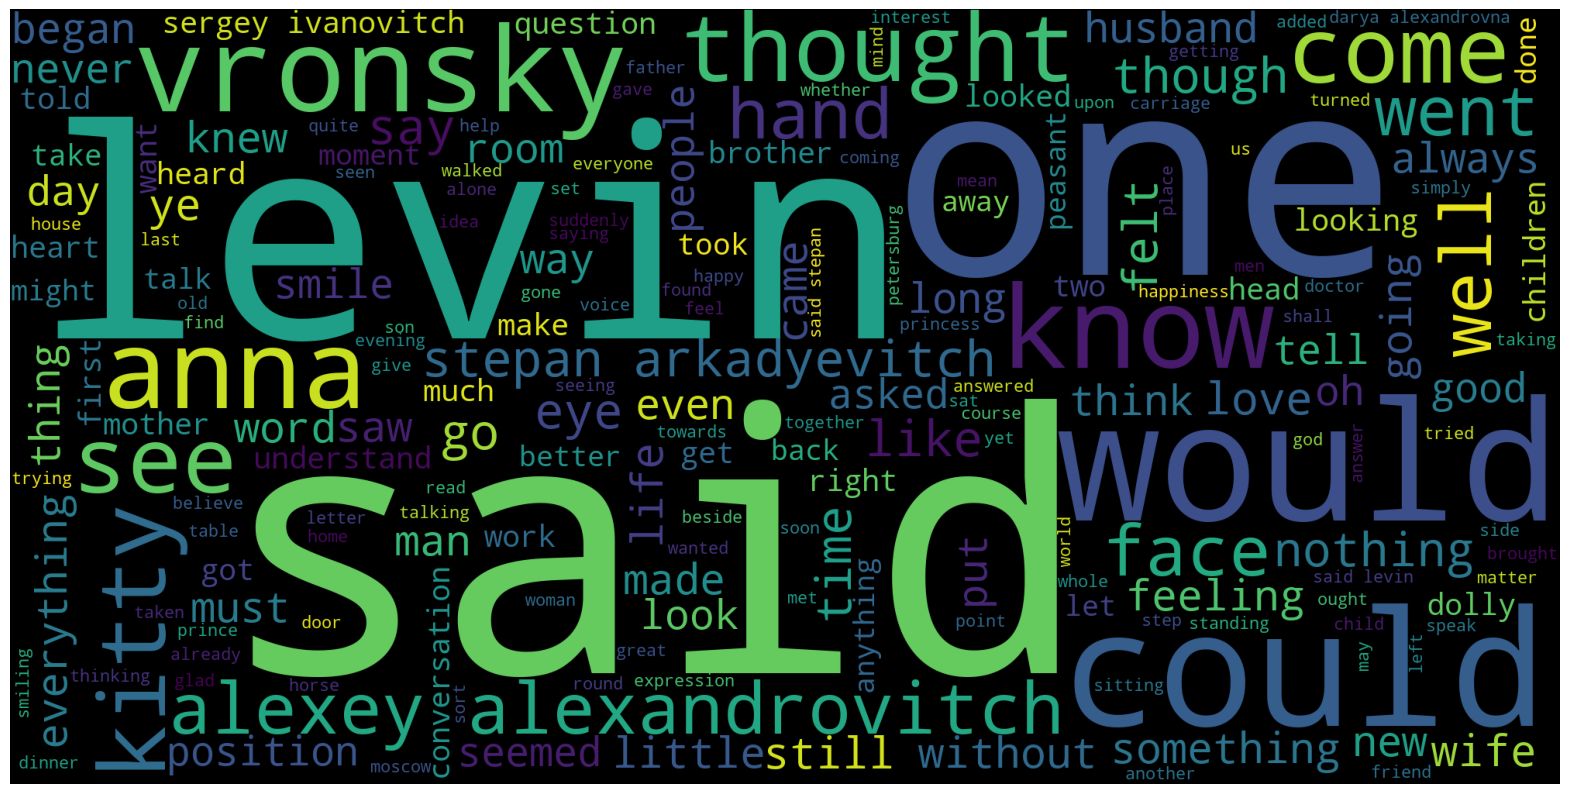 began
sergey ivanovitch
question
thought
interest
mind
husband
added
darya alexandrovna
getting
come
done
never
vronsky
father
gave
people
whether
hand
looked
upon
though
carriage
turned
went
told
levin
knew
quite
say
help
moment
room
everyone
brother
coming
one
peasant
us
always
take
want
heard
seen
walked
alone
set
mean
place
simply
day
ye
idea
suddenly
saying
away
felt
looking
well
children
house
last
heart
way
took
petersburg
men
might
talk
smile
old
gone
happy
found
feel
voice
came
said stepan
long
two
happiness
head
doctor
going
find
son
make
princess
know
shall
tell
taking
evening
first
anna
give
stepan arkadyevitch
thing
much
seeing
asked
answered
sat
think
love
oh
good
mother
word
saw
go
eye
even
towards
together
like
course
yet
would
god
answer
tried
see
understand
better
get
back
trying
life
right
believe
read
said
kitty
table
letter
home
talking
man
work
wanted
beside
soon
time
put
world
face
nothing
side
brought
everything
got
conversation
made
whole
feeling
said levin
matter
taken
must
door
woman
look
anything
met
point
let
step
standing
ought
child
dolly
speak
prince
already
great
could
may
left
smiling
thinking
glad
horse
sort
round
expression
sitting
alexey alexandrovitch
dinner
position
moscow
seemed
little
still
without
something
another
new
friend
wife